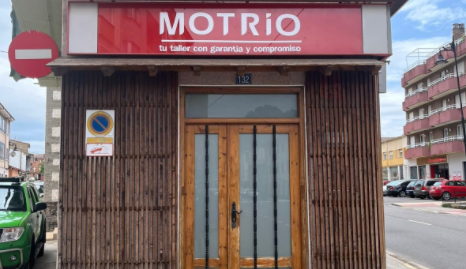 MOTRiO
tu taller con garantía y compromiso
132